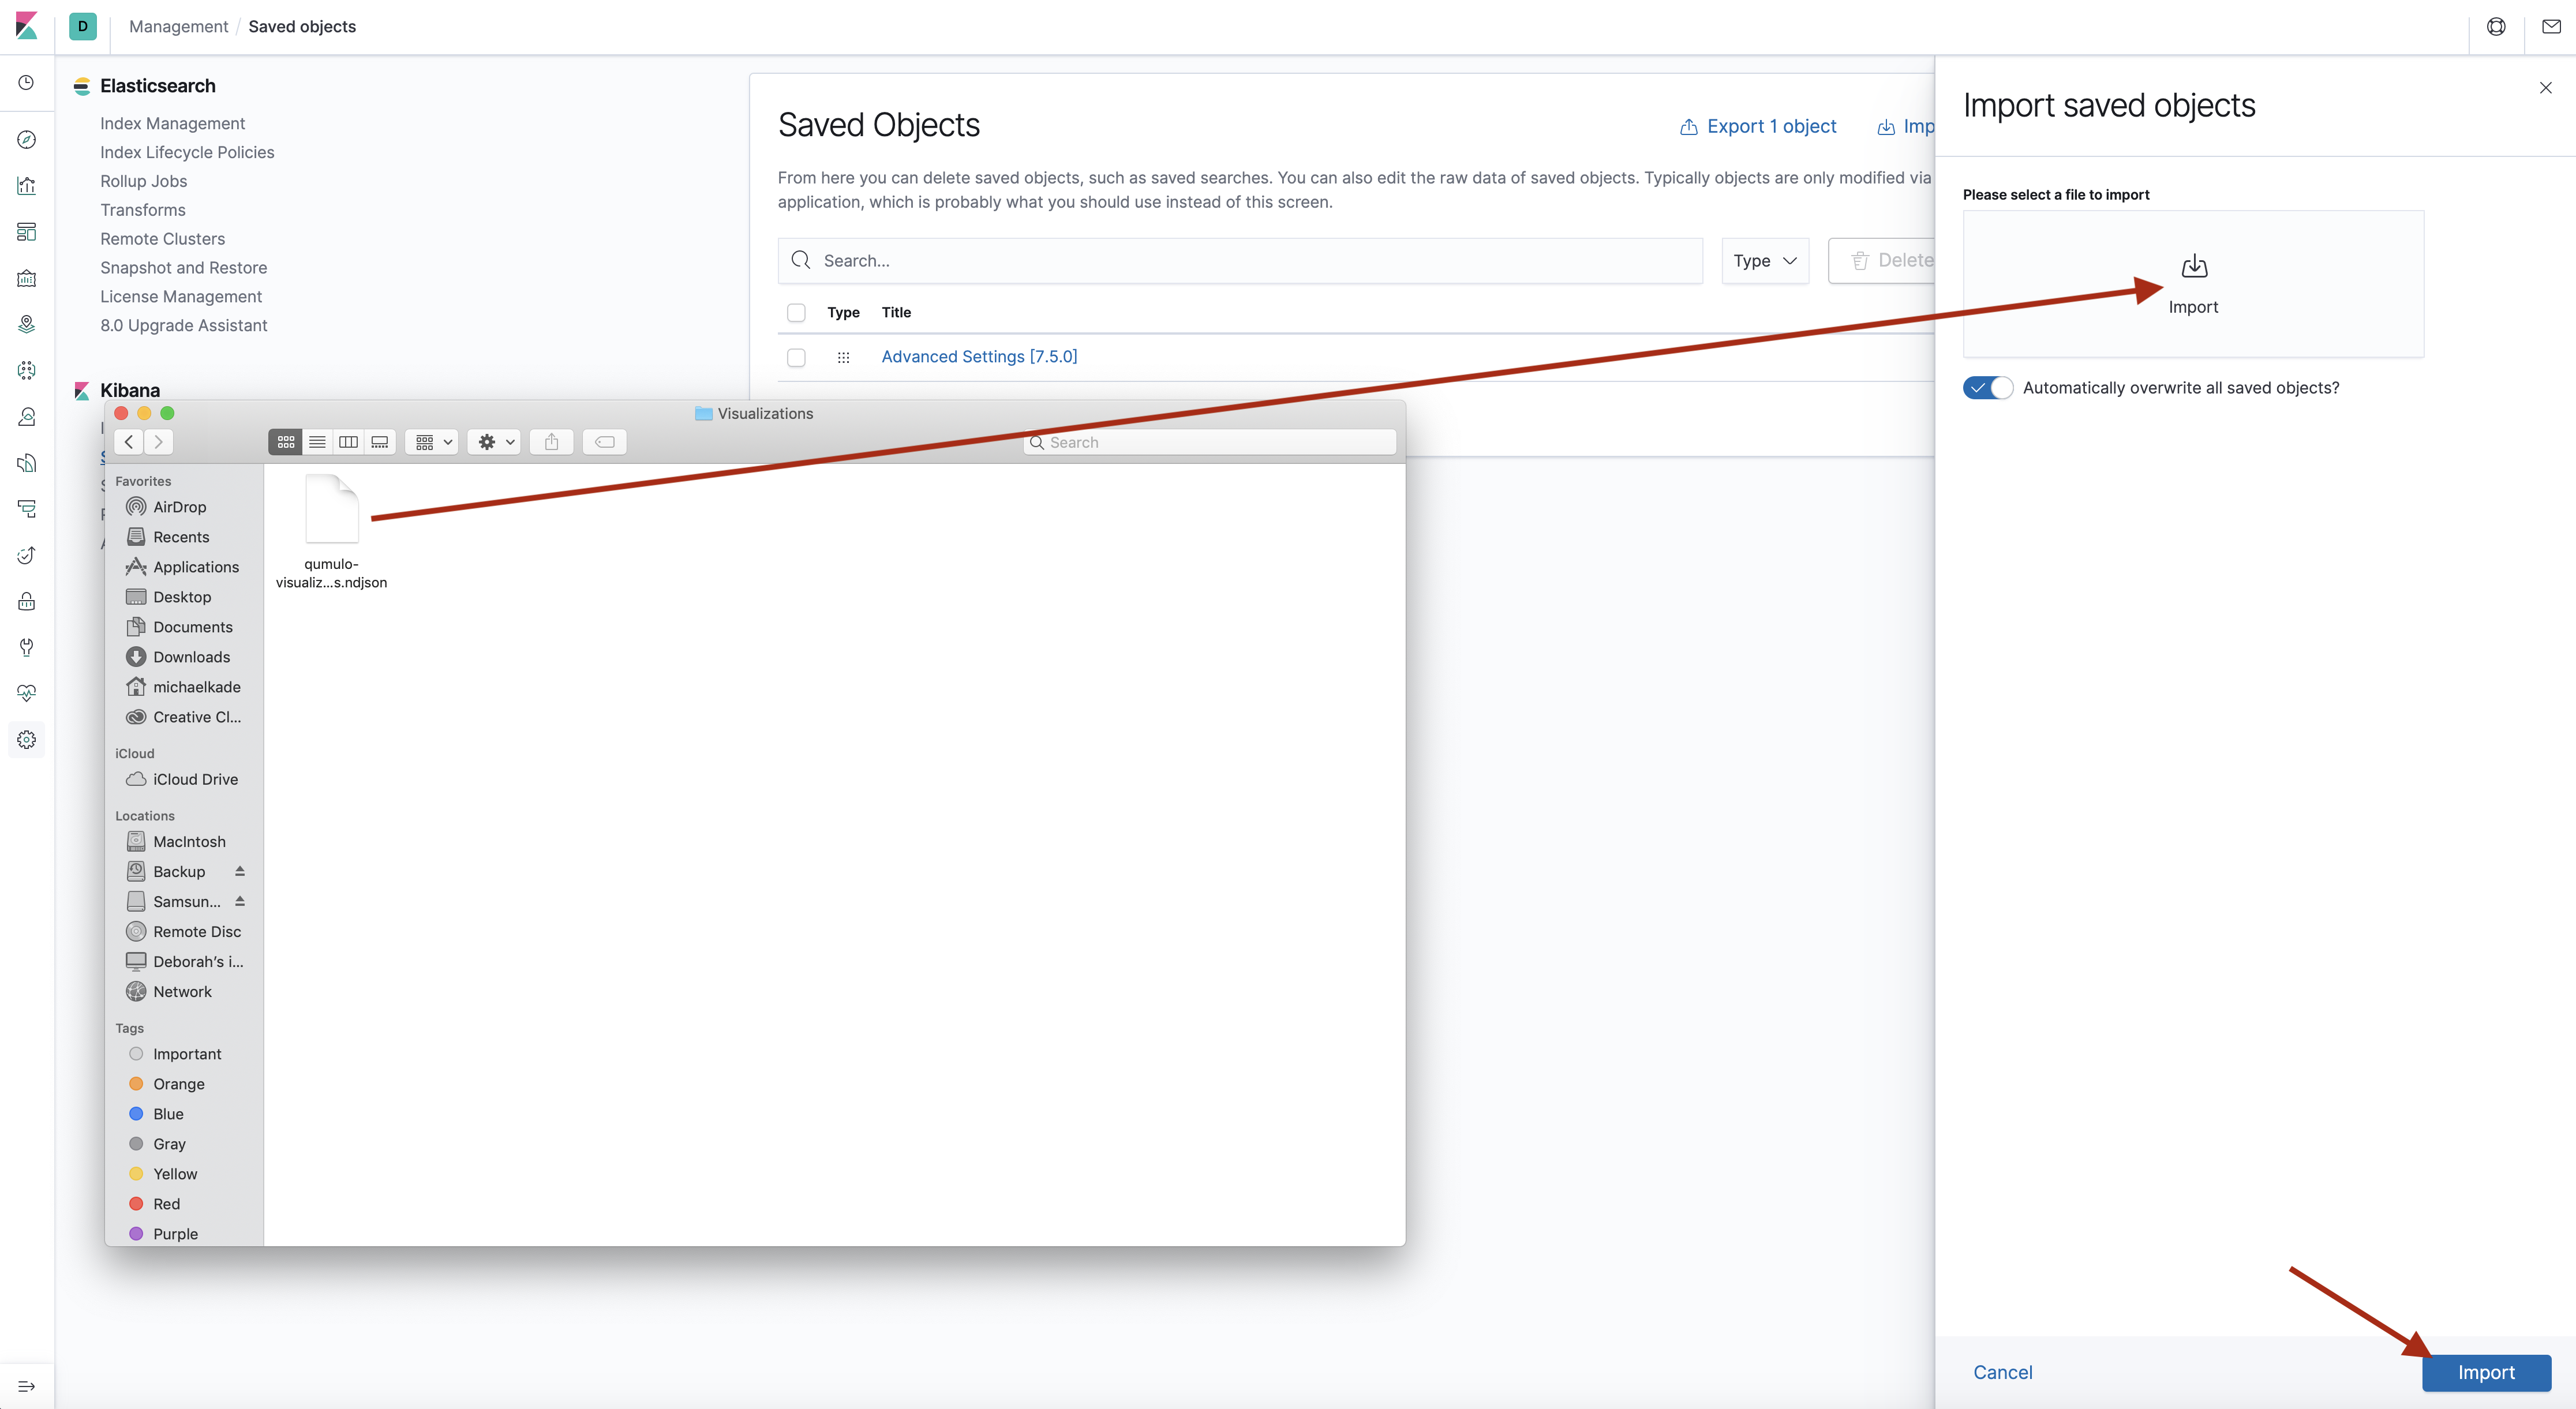 D
Management / Saved objects
Elasticsearch
Index Management
Index Lifecycle Policies
Rollup Jobs
Transforms
Remote Clusters
Snapshot and Restore
License Management
8.0 Upgrade Assistant
Kibana
Saved Objects
Export 1 object
Imp
From here you can delete saved objects, such as saved searches. You can also edit the raw data of saved objects. Typically objects are only modified via
application, which is probably what you should use instead of this screen.
Search...
Type
Delete
Type Title
Advanced Settings [7.5.0]
Visualizations
Search
Favorites
AirDrop
Recents
Applications
Desktop
Documents
Downloads
michaelkade
Creative Cl...
iCloud
iCloud Drive
Locations
MacIntosh
Backup
Samsun...
Remote Disc
Deborah's i...
Network
Tags
Important
Orange
Blue
Gray
Yellow
Red
Purple
qumulo-
visualiz...s.ndjson
Import saved objects
Please select a file to import
Import
Automatically overwrite all saved objects?
Cancel
Import